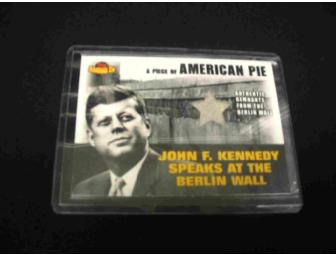 A PIECE OF AMERICAN PIE
AUTHENTIC
REMNANTS
FROM THE
BERLIN WALL
JOHN F. KENNEDY
SPEAKS AT THE
BERLIN WALL